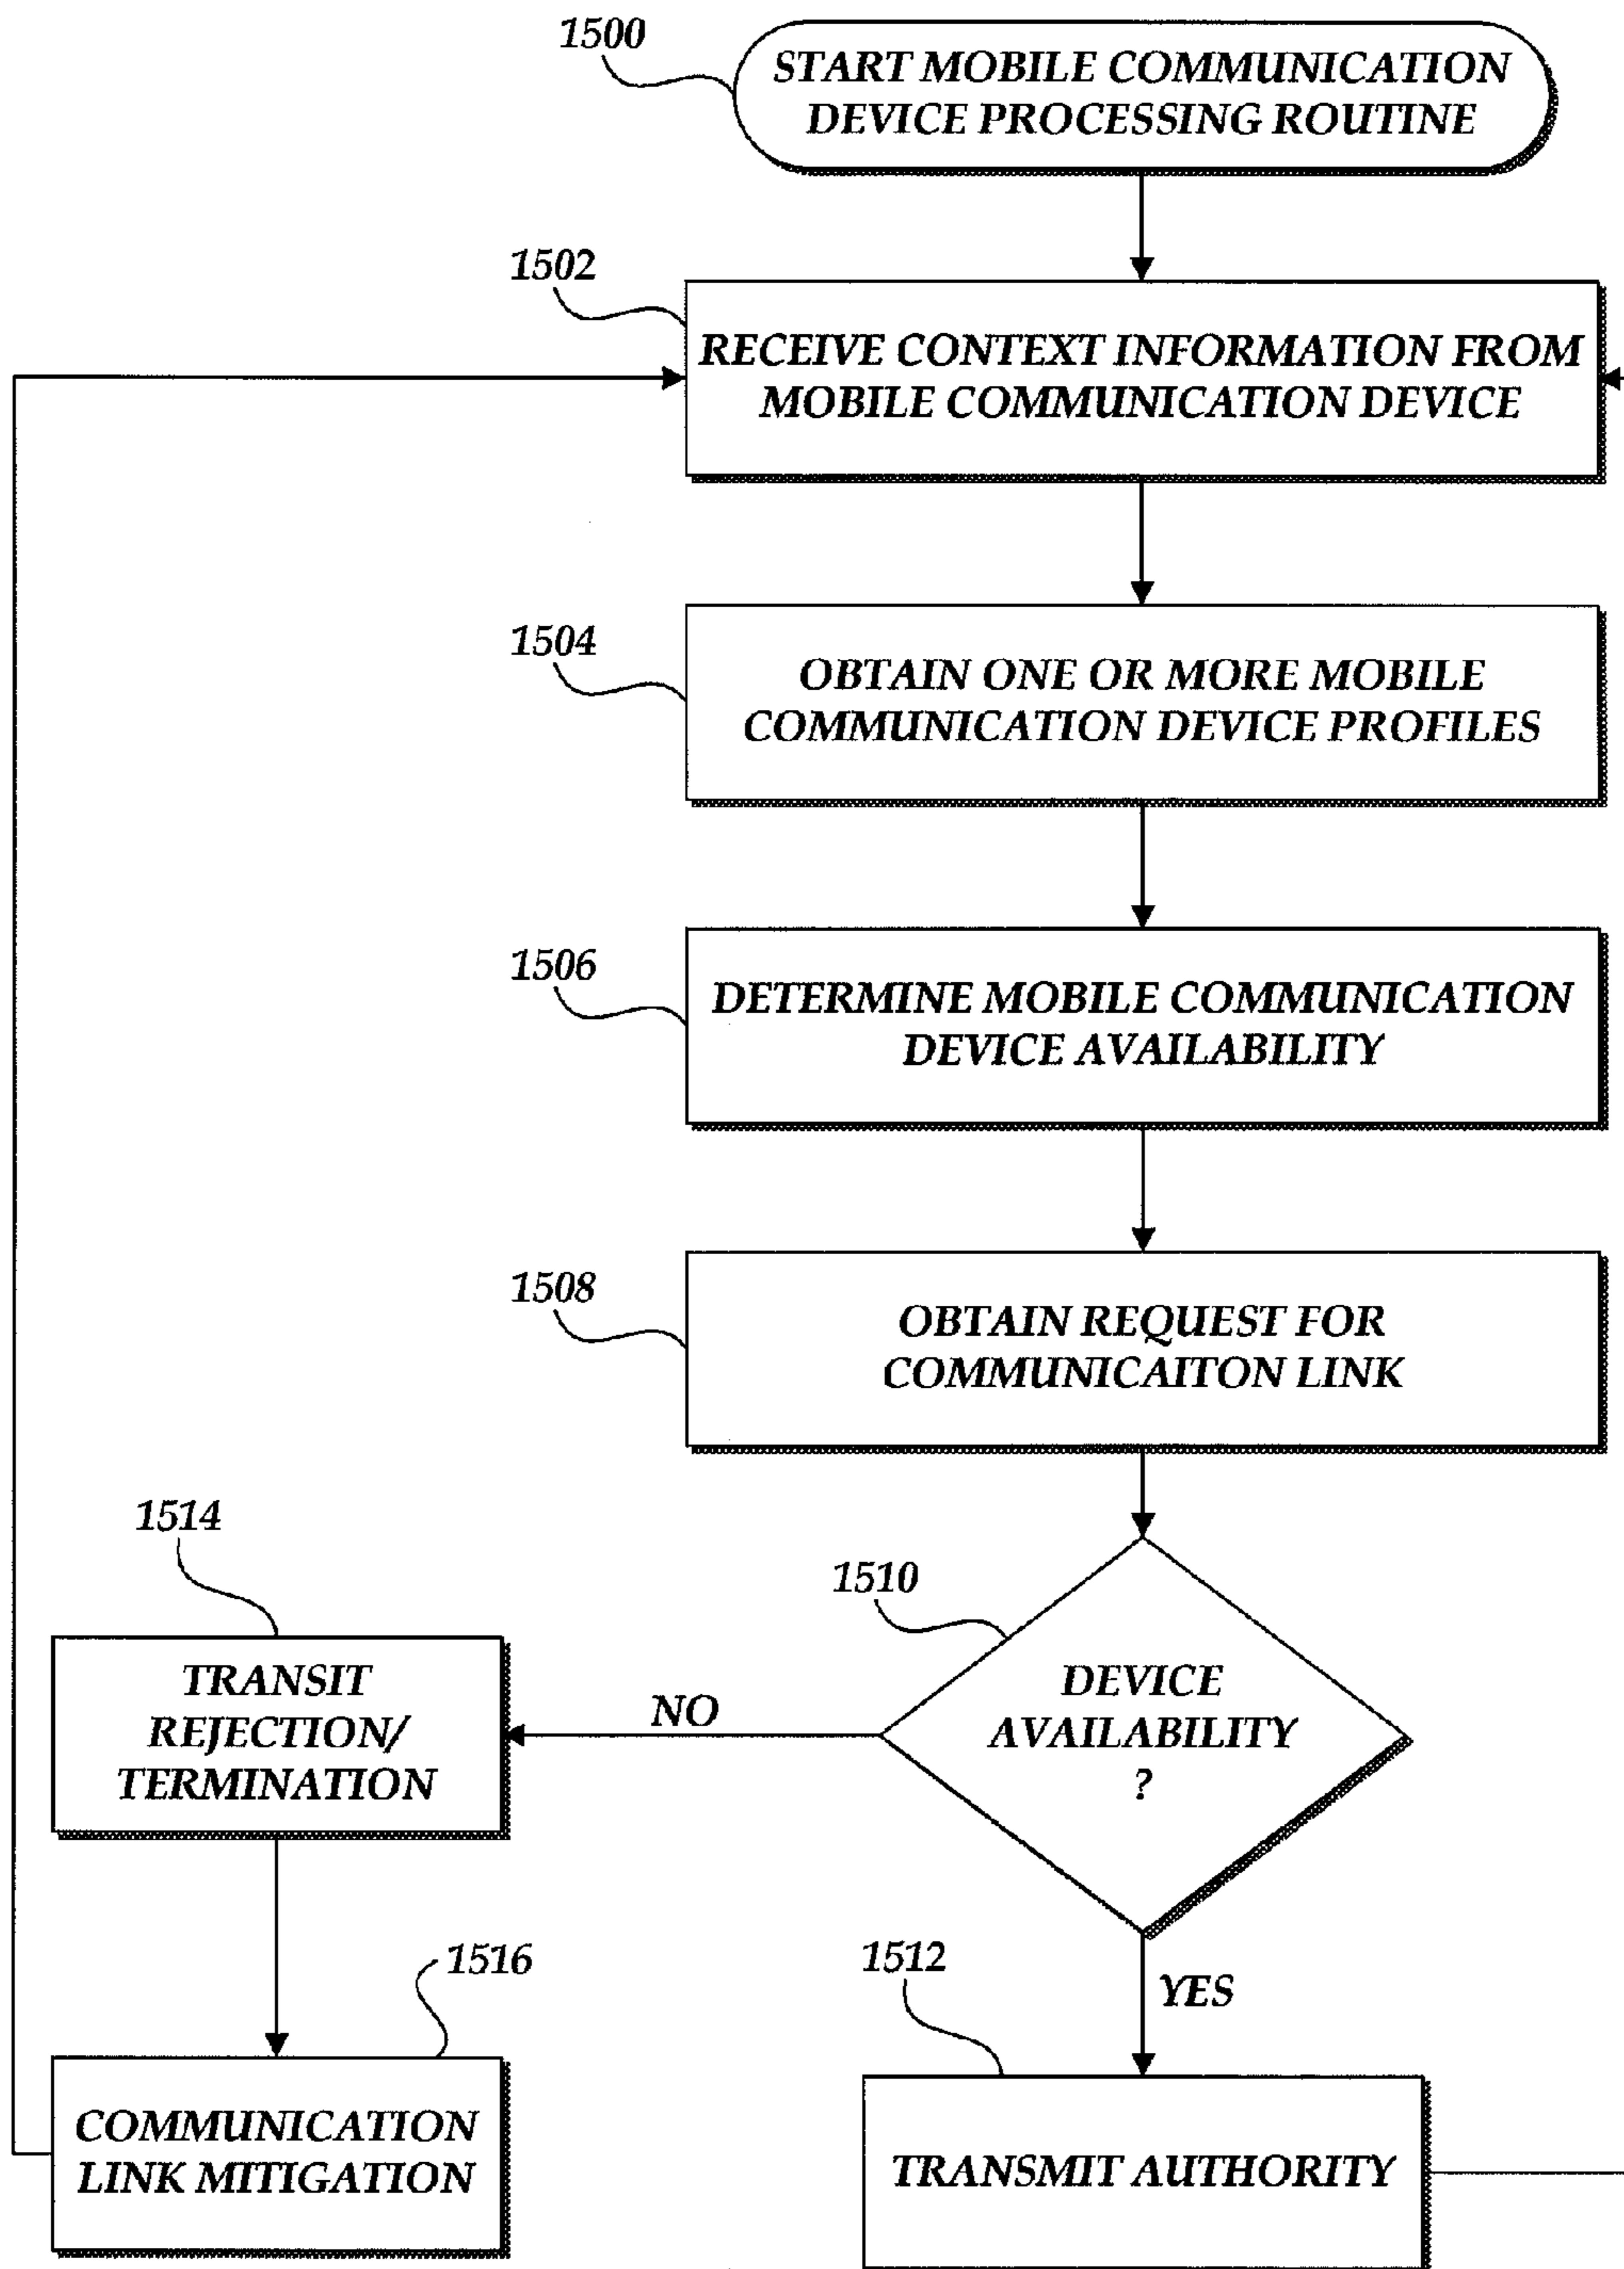 1500
START MOBILE COMMUNICATION
DEVICE PROCESSING ROUTINE
1502
RECEIVE CONTEXT INFORMATION FROM
MOBILE COMMUNICATION DEVICE
1504
OBTAIN ONE OR MORE MOBILE
COMMUNICATION DEVICE PROFILES
1506
DETERMINE MOBILE COMMUNICATION
DEVICE AVAILABILITY
1508
OBTAIN REQUEST FOR
COMMUNICAITON LINK
1510
DEVICE
AVAILABILITY
?
NO
1514
TRANSIT
REJECTION/
TERMINATION
1516
COMMUNICATION
LINK MITIGATION
YES
1512
TRANSMIT AUTHORITY